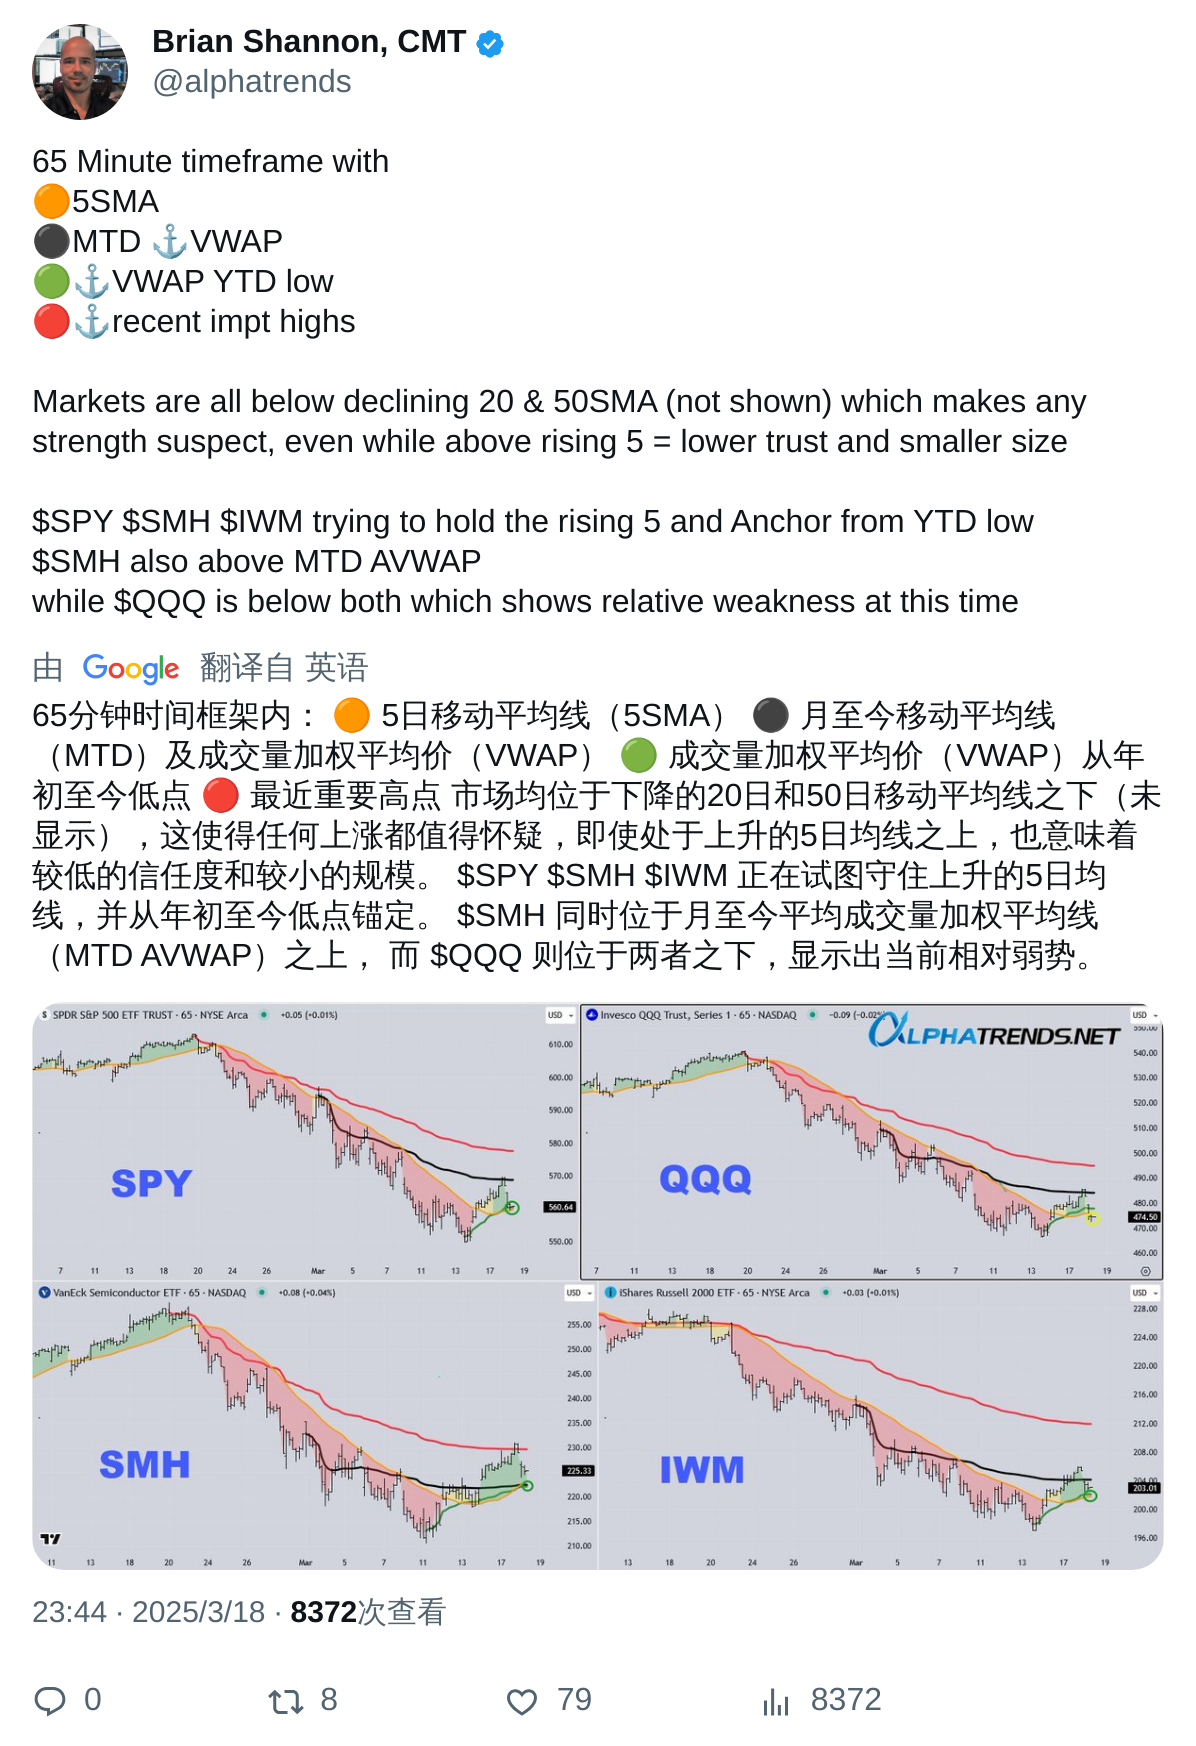 Brian Shannon, CMT
@alphatrends
65 Minute timeframe with
🟠5SMA
⚫MTD ⚓VWAP
🟢⚓VWAP YTD low
🔴⚓recent impt highs
Markets are all below declining 20 & 50SMA (not shown) which makes any
strength suspect, even while above rising 5 = lower trust and smaller size
$SPY $SMH $IWM trying to hold the rising 5 and Anchor from YTD low
$SMH also above MTD AVWAP
while $QQQ is below both which shows relative weakness at this time
由 Google 翻译自 英语
65分钟时间框架内： 🟠 5日移动平均线（5SMA） ⚫ 月至今移动平均线
（MTD）及成交量加权平均价（VWAP） 🟢 成交量加权平均价（VWAP）从年
初至今低点 🔴 最近重要高点 市场均位于下降的20日和50日移动平均线之下（未
显示），这使得任何上涨都值得怀疑，即使处于上升的5日均线之上，也意味着
较低的信任度和较小的规模。 $SPY $SMH $IWM 正在试图守住上升的5日均
线，并从年初至今低点锚定。 $SMH 同时位于月至今平均成交量加权平均线
（MTD AVWAP）之上， 而 $QQQ 则位于两者之下，显示出当前相对弱势。
SPDR S&P 500 ETF TRUST · 65 · NYSE Arca +0.05 (+0.01%) USD
610.00
600.00
590.00
580.00
570.00
560.64
550.00
SPY
7 11 13 18 20 24 26 Mar 5 7 11 13 17 19
Invesco QQQ Trust, Series 1 · 65 · NASDAQ −0.09 (−0.02%) USD
ALPHATRENDS.NET
550.00
540.00
530.00
520.00
510.00
500.00
490.00
480.00
474.50
470.00
460.00
QQQ
7 11 13 18 20 24 26 Mar 5 7 11 13 17 19
VanEck Semiconductor ETF · 65 · NASDAQ +0.08 (+0.04%) USD
255.00
250.00
245.00
240.00
235.00
230.00
225.33
220.00
215.00
210.00
SMH
11 13 18 20 24 26 Mar 5 7 11 13 17 19
iShares Russell 2000 ETF · 65 · NYSE Arca +0.03 (+0.01%) USD
228.00
224.00
220.00
216.00
212.00
208.00
204.00
203.01
200.00
196.00
IWM
13 18 20 24 26 Mar 5 7 11 13 17 19
23:44 · 2025/3/18 · 8372次查看
0 8 79 8372